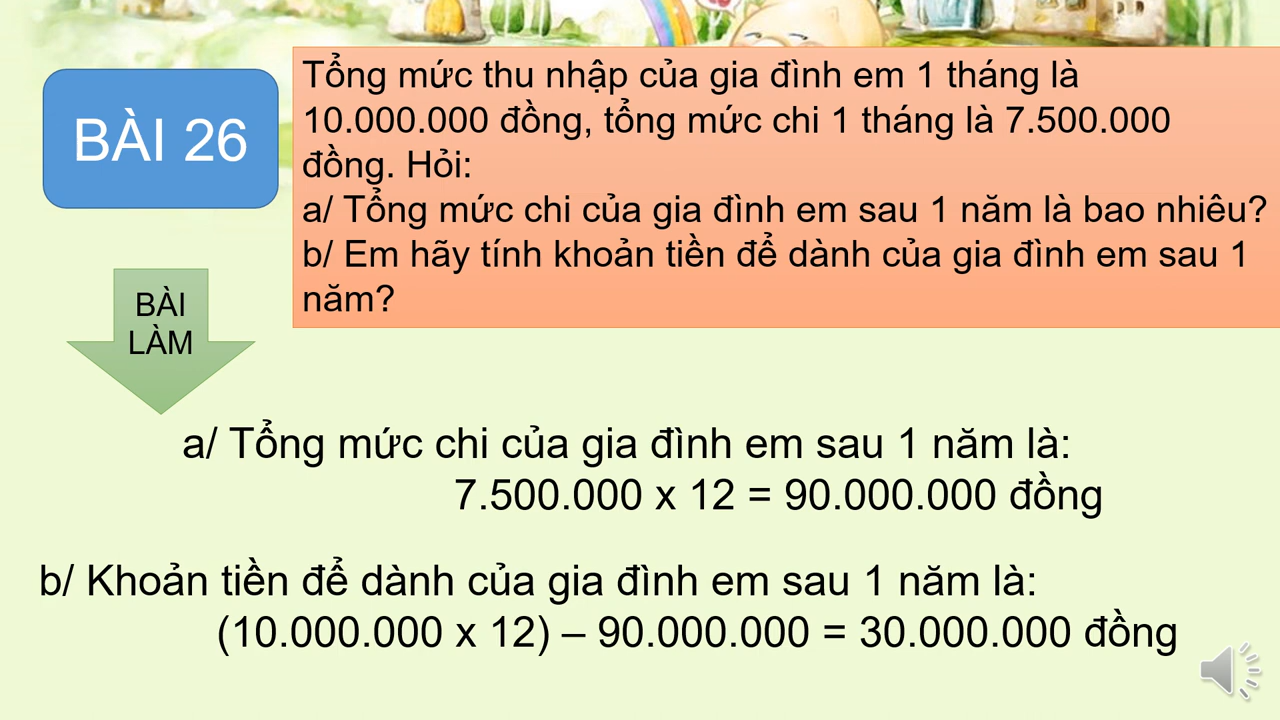 BÀI 26
Tổng mức thu nhập của gia đình em 1 tháng là
10.000.000 đồng, tổng mức chi 1 tháng là 7.500.000
đồng. Hỏi:
a/ Tổng mức chi của gia đình em sau 1 năm là bao nhiêu?
b/ Em hãy tính khoản tiền để dành của gia đình em sau 1
năm?
BÀI
LÀM
a/ Tổng mức chi của gia đình em sau 1 năm là:
7.500.000 x 12 = 90.000.000 đồng
b/ Khoản tiền để dành của gia đình em sau 1 năm là:
(10.000.000 x 12) – 90.000.000 = 30.000.000 đồng